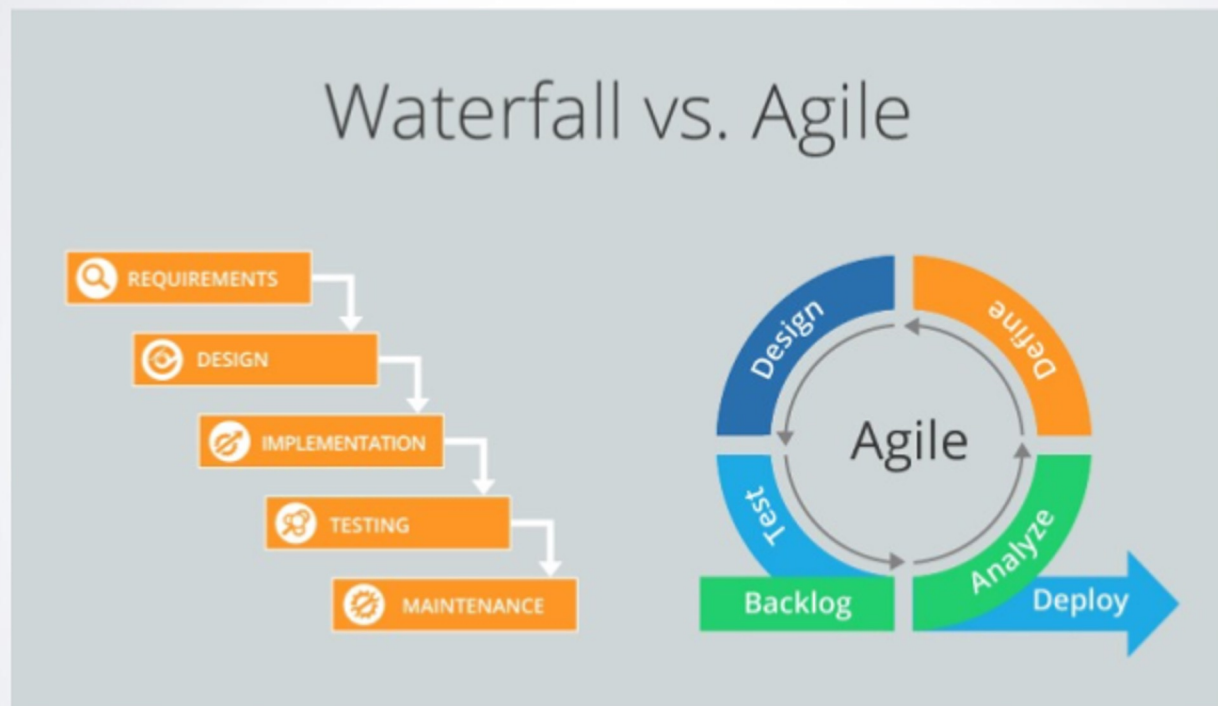 Waterfall vs. Agile
REQUIREMENTS
DESIGN
IMPLEMENTATION
TESTING
MAINTENANCE
Design
Define
Agile
Test
Analyze
Backlog
Deploy